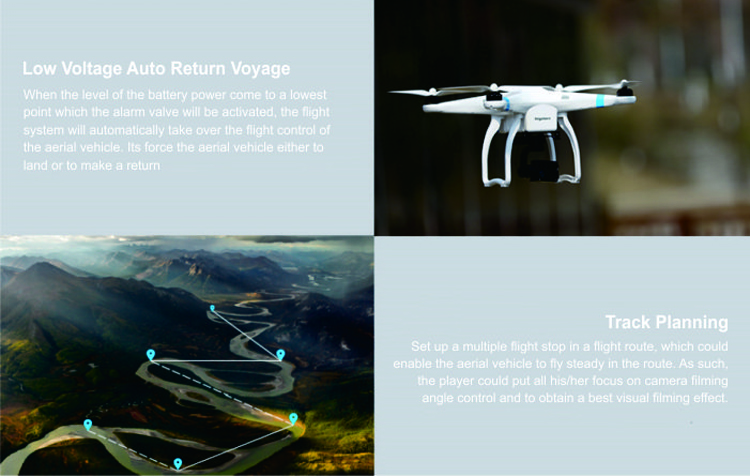 Low Voltage Auto Return Voyage
When the level of the battery power come to a lowest
point which the alarm valve will be activated, the flight
system will automatically take over the flight control of
the aerial vehicle. Its force the aerial vehicle either to
land or to make a return
Track Planning
Set up a multiple flight stop in a flight route, which could
enable the aerial vehicle to fly steady in the route. As such,
the player could put all his/her focus on camera filming
angle control and to obtain a best visual filming effect.